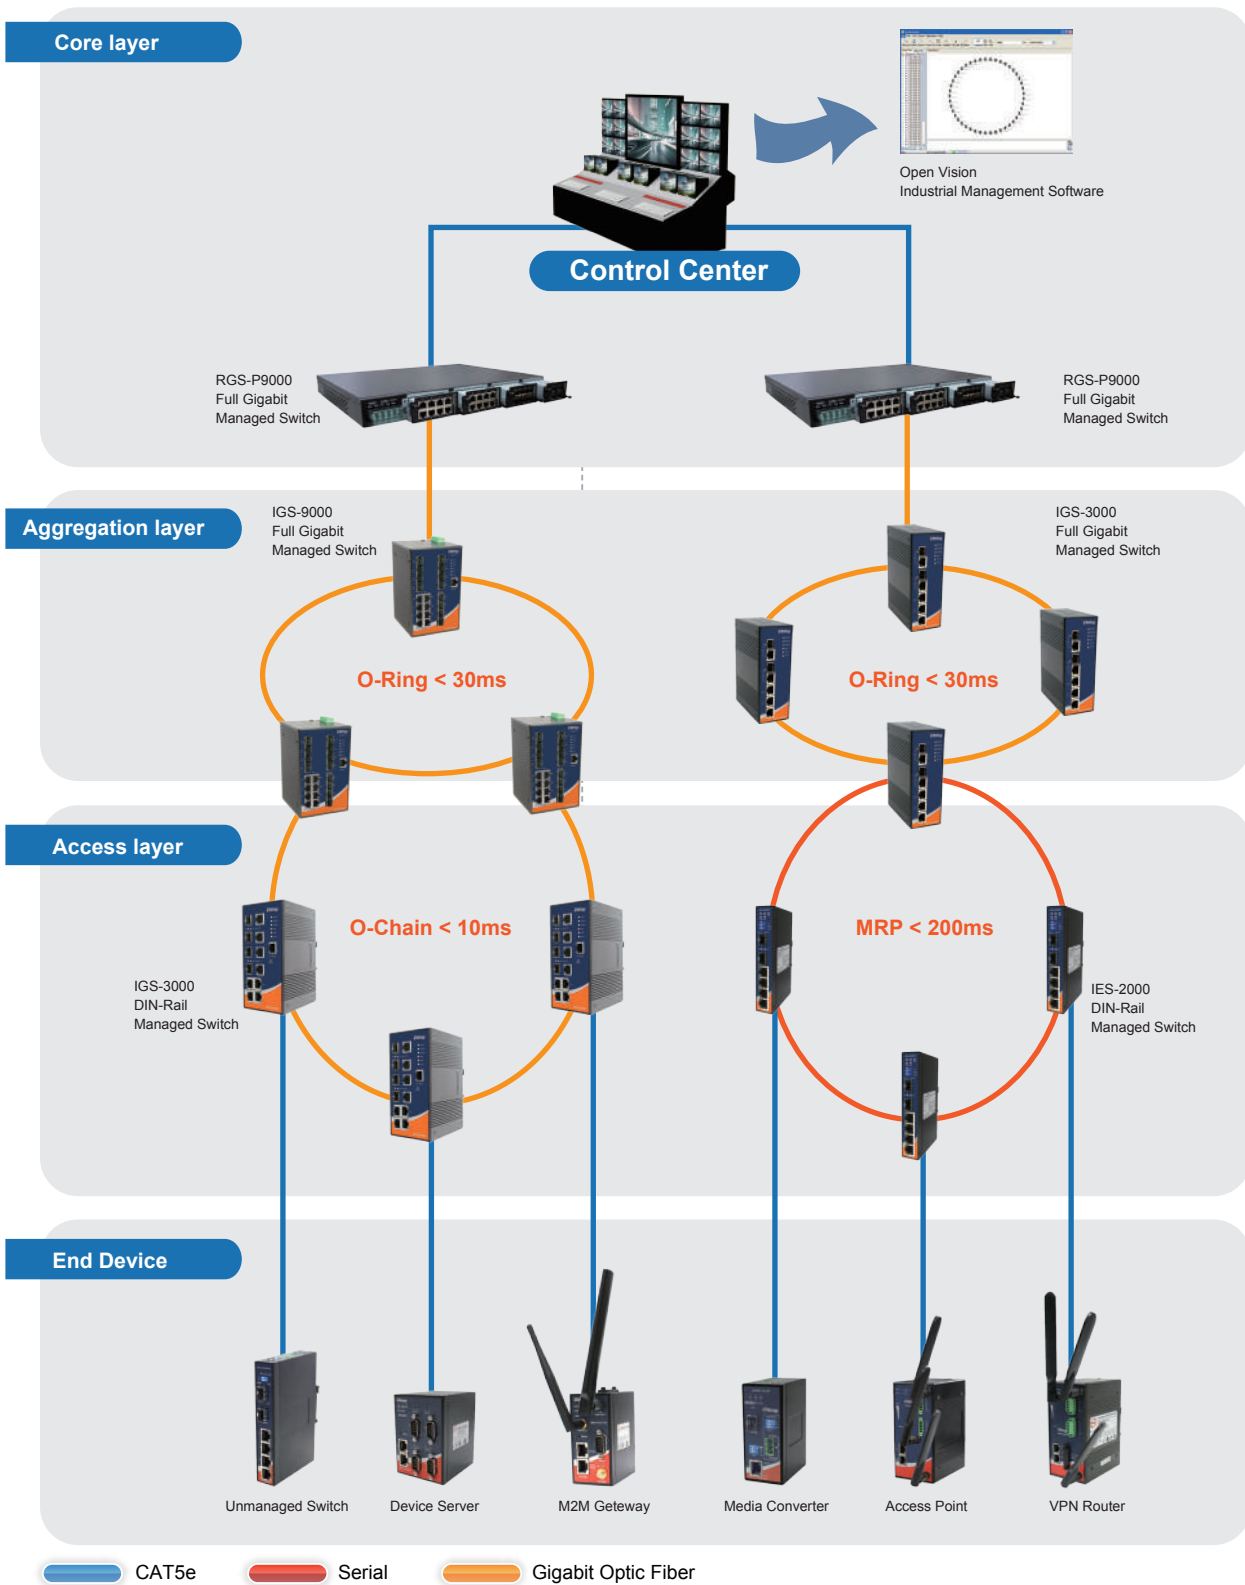 Core layer
Open Vision
Industrial Management Software
Control Center
RGS-P9000
Full Gigabit
Managed Switch
RGS-P9000
Full Gigabit
Managed Switch
Aggregation layer
IGS-9000
Full Gigabit
Managed Switch
IGS-3000
Full Gigabit
Managed Switch
O-Ring < 30ms
O-Ring < 30ms
Access layer
O-Chain < 10ms
MRP < 200ms
IGS-3000
DIN-Rail
Managed Switch
IES-2000
DIN-Rail
Managed Switch
End Device
Unmanaged Switch
Device Server
M2M Geteway
Media Converter
Access Point
VPN Router
CAT5e
Serial
Gigabit Optic Fiber